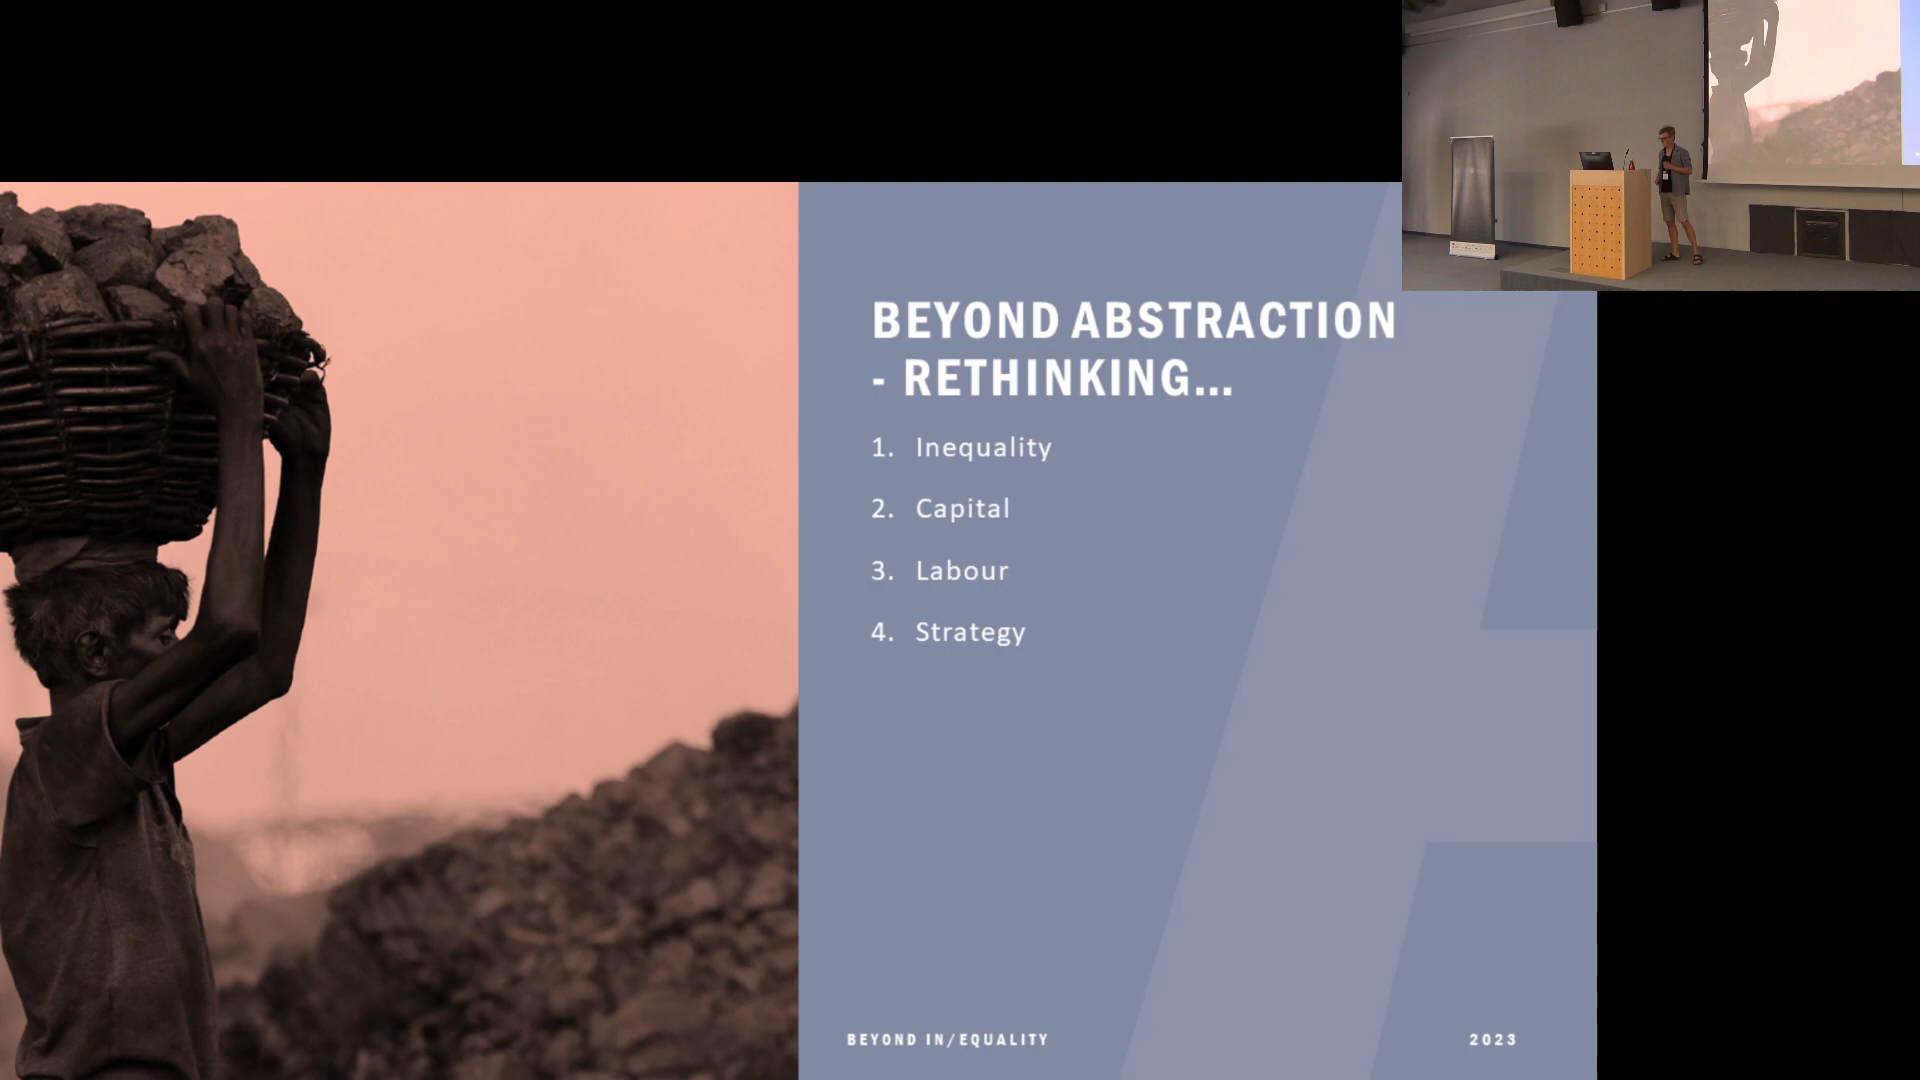 BEYOND ABSTRACTION
- RETHINKING...
1. Inequality
2. Capital
3. Labour
4. Strategy
BEYOND IN/EQUALITY
2023